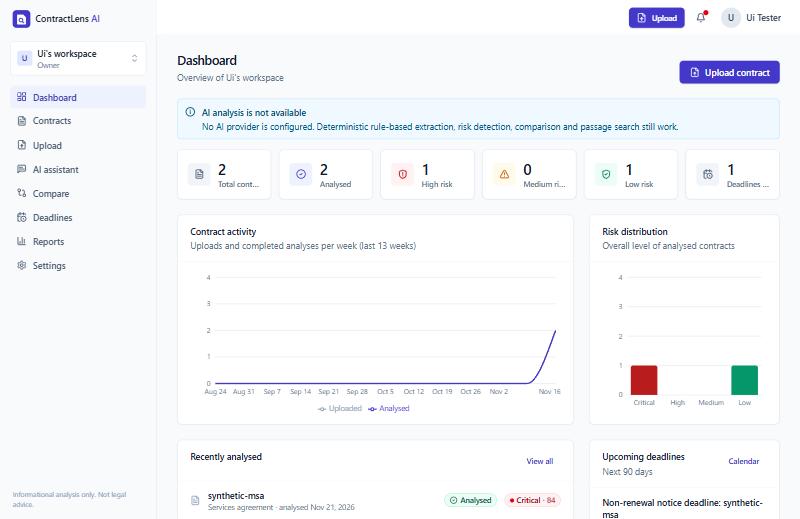 ContractLens AI
Upload
U
Ui Tester
U
Ui's workspace
Owner
Dashboard
Contracts
Upload
AI assistant
Compare
Deadlines
Reports
Settings
Informational analysis only. Not legal
advice.
Dashboard
Overview of Ui's workspace
Upload contract
AI analysis is not available
No AI provider is configured. Deterministic rule-based extraction, risk detection, comparison and passage search still work.
2
Total cont...
2
Analysed
1
High risk
0
Medium ri...
1
Low risk
1
Deadlines ...
Contract activity
Uploads and completed analyses per week (last 13 weeks)
4
3
2
1
0
Aug 24 Aug 31 Sep 7 Sep 14 Sep 21 Sep 28 Oct 5 Oct 12 Oct 19 Oct 26 Nov 2 Nov 16
Uploaded Analysed
Risk distribution
Overall level of analysed contracts
4
3
2
1
0
Critical High Medium Low
Recently analysed
View all
synthetic-msa
Services agreement · analysed Nov 21, 2026
Analysed
Critical · 84
Upcoming deadlines
Next 90 days
Calendar
Non-renewal notice deadline: synthetic-
msa